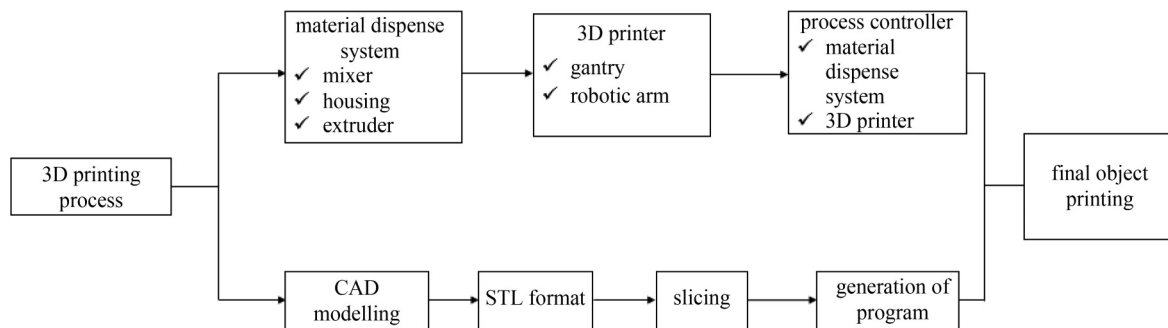 3D printing
process
material dispense
system
✓ mixer
✓ housing
✓ extruder
3D printer
✓ gantry
✓ robotic arm
process controller
✓ material
dispense
system
✓ 3D printer
CAD
modelling
STL format
slicing
generation of
program
final object
printing